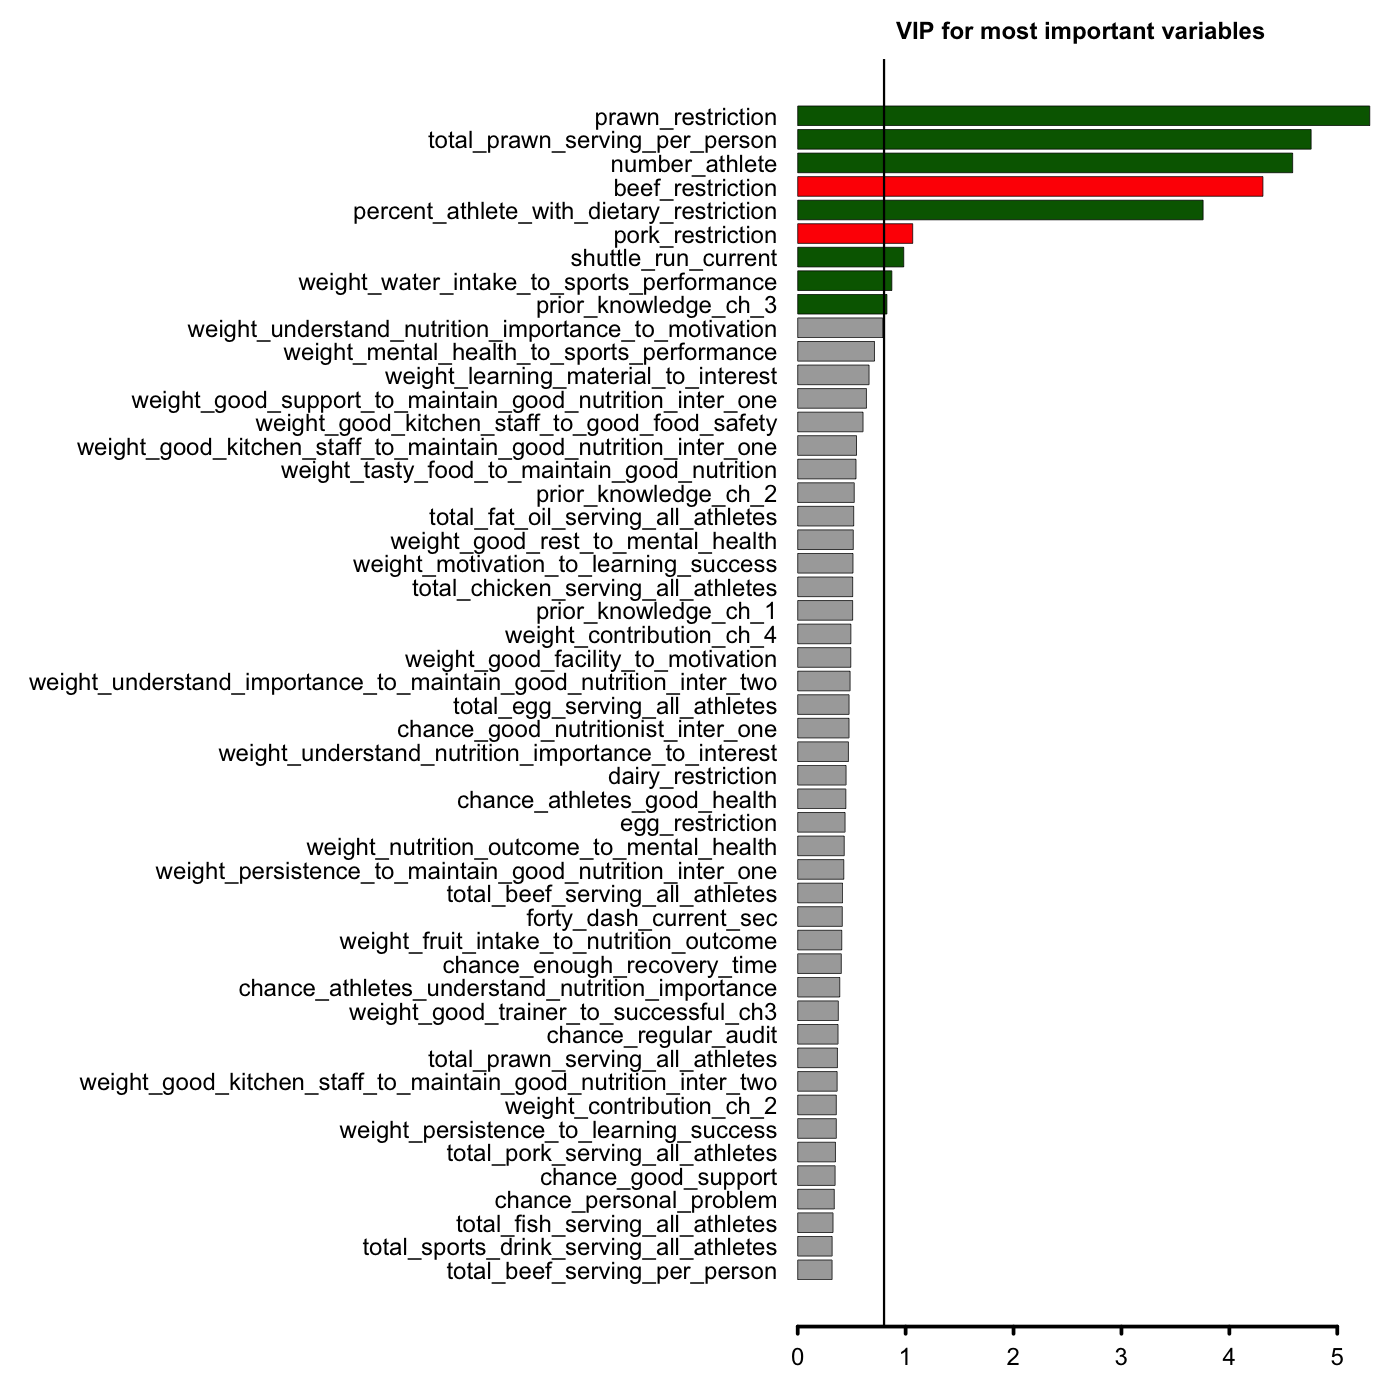 VIP for most important variables
prawn_restriction
total_prawn_serving_per_person
number_athlete
beef_restriction
percent_athlete_with_dietary_restriction
pork_restriction
shuttle_run_current
weight_water_intake_to_sports_performance
prior_knowledge_ch_3
weight_understand_nutrition_importance_to_motivation
weight_mental_health_to_sports_performance
weight_learning_material_to_interest
weight_good_support_to_maintain_good_nutrition_inter_one
weight_good_kitchen_staff_to_good_food_safety
weight_good_kitchen_staff_to_maintain_good_nutrition_inter_one
weight_tasty_food_to_maintain_good_nutrition
prior_knowledge_ch_2
total_fat_oil_serving_all_athletes
weight_good_rest_to_mental_health
weight_motivation_to_learning_success
total_chicken_serving_all_athletes
prior_knowledge_ch_1
weight_contribution_ch_4
weight_good_facility_to_motivation
weight_understand_importance_to_maintain_good_nutrition_inter_two
total_egg_serving_all_athletes
chance_good_nutritionist_inter_one
weight_understand_nutrition_importance_to_interest
dairy_restriction
chance_athletes_good_health
egg_restriction
weight_nutrition_outcome_to_mental_health
weight_persistence_to_maintain_good_nutrition_inter_one
total_beef_serving_all_athletes
forty_dash_current_sec
weight_fruit_intake_to_nutrition_outcome
chance_enough_recovery_time
chance_athletes_understand_nutrition_importance
weight_good_trainer_to_successful_ch3
chance_regular_audit
total_prawn_serving_all_athletes
weight_good_kitchen_staff_to_maintain_good_nutrition_inter_two
weight_contribution_ch_2
weight_persistence_to_learning_success
total_pork_serving_all_athletes
chance_good_support
chance_personal_problem
total_fish_serving_all_athletes
total_sports_drink_serving_all_athletes
total_beef_serving_per_person
0 1 2 3 4 5